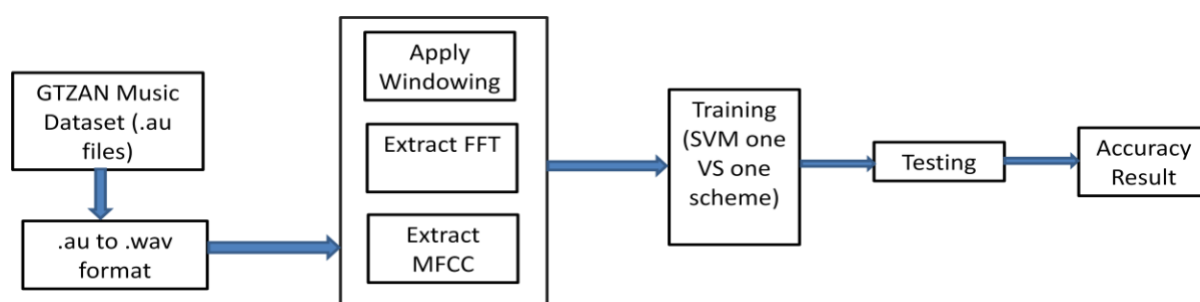 GTZAN Music
Dataset (.au
files)
.au to .wav
format
Apply
Windowing
Extract FFT
Extract
MFCC
Training
(SVM one
VS one
scheme)
Testing
Accuracy
Result